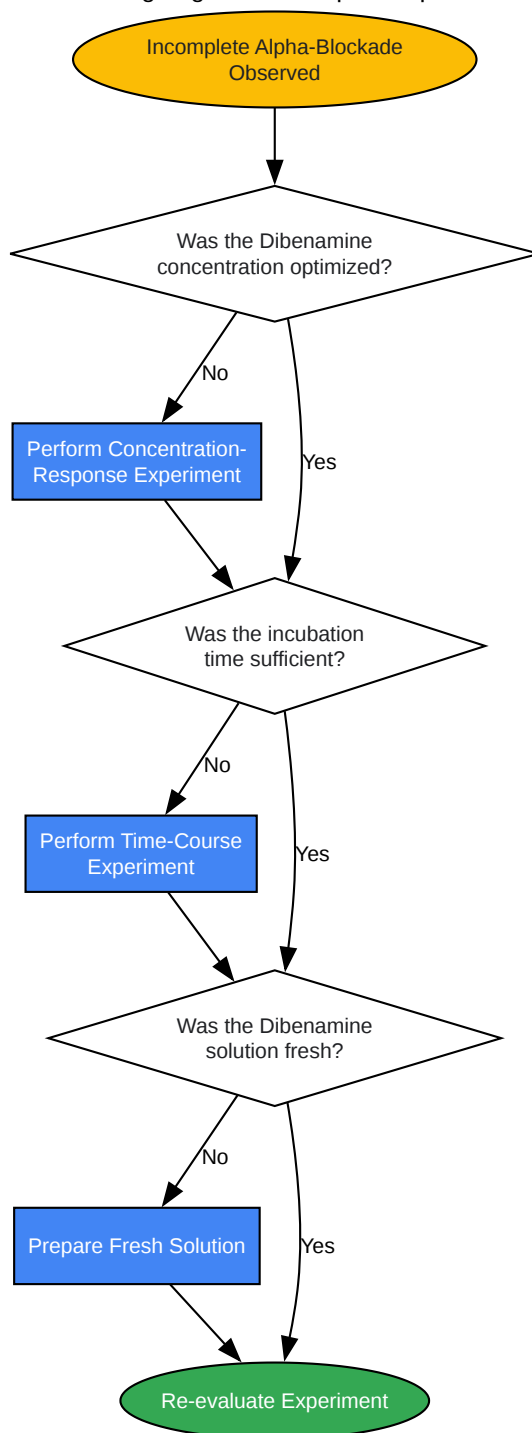 Incomplete Alpha-Blockade
Observed
Was the Dibenamine
concentration optimized?
No
Perform Concentration-
Response Experiment
Yes
Was the incubation
time sufficient?
No
Perform Time-Course
Experiment
Yes
Was the Dibenamine
solution fresh?
No
Prepare Fresh Solution
Yes
Re-evaluate Experiment